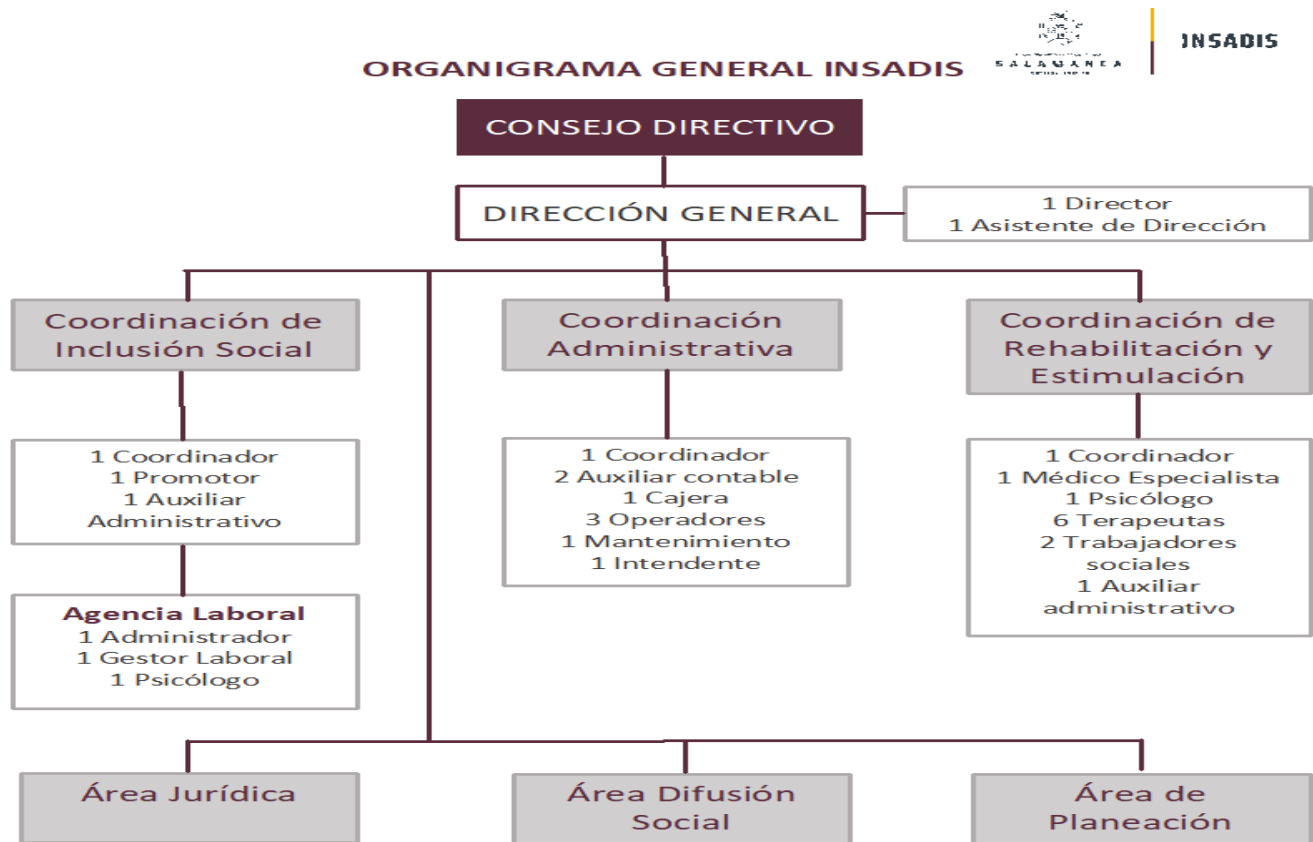 SALAMANCA
INSADIS
ORGANIGRAMA GENERAL INSADIS
CONSEJO DIRECTIVO
DIRECCIÓN GENERAL
1 Director
1 Asistente de Dirección
Coordinación de
Inclusión Social
Coordinación
Administrativa
Coordinación de
Rehabilitación y
Estimulación
1 Coordinador
1 Promotor
1 Auxiliar
Administrativo
1 Coordinador
2 Auxiliar contable
1 Cajera
3 Operadores
1 Mantenimiento
1 Intendente
1 Coordinador
1 Médico Especialista
1 Psicólogo
6 Terapeutas
2 Trabajadores
sociales
1 Auxiliar
administrativo
Agencia Laboral
1 Administrador
1 Gestor Laboral
1 Psicólogo
Área Jurídica
Área Difusión
Social
Área de
Planeación